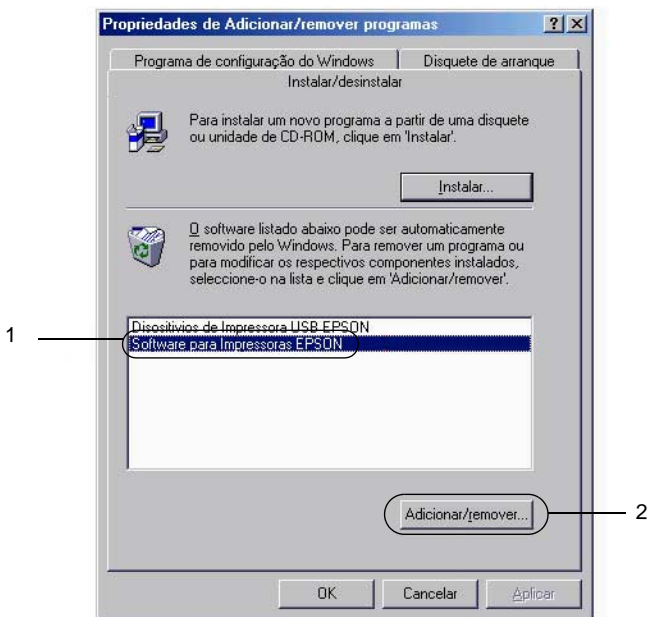 Propriedades de Adicionar/remover programas
Programa de configuração do Windows
Disquete de arranque
Instalar/desinstalar
Para instalar um novo programa a partir de uma disquete
ou unidade de CD-ROM, clique em 'Instalar'.
Instalar...
O software listado abaixo pode ser automaticamente
removido pelo Windows. Para remover um programa ou
para modificar os respectivos componentes instalados,
seleccione-o na lista e clique em 'Adicionar/remover'.
Disositivios de Impressora USB EPSON
1
Software para Impressoras EPSON
Adicionar/remover...
2
OK
Cancelar
Aplicar